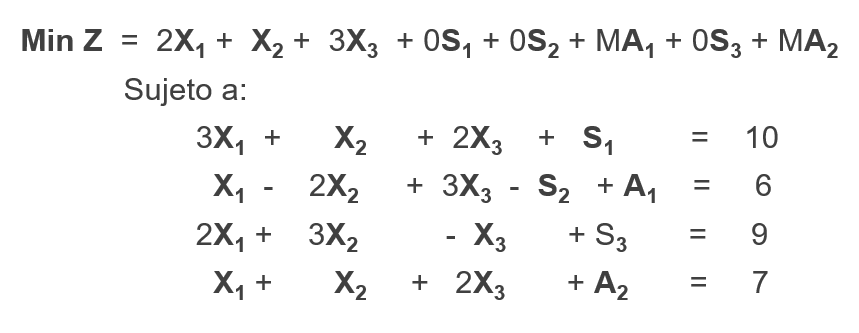 Min Z = 2X₁ + X₂ + 3X₃ + 0S₁ + 0S₂ + MA₁ + 0S₃ + MA₂
Sujeto a:
3X₁ + X₂ + 2X₃ + S₁ = 10
X₁ - 2X₂ + 3X₃ - S₂ + A₁ = 6
2X₁ + 3X₂ - X₃ + S₃ = 9
X₁ + X₂ + 2X₃ + A₂ = 7